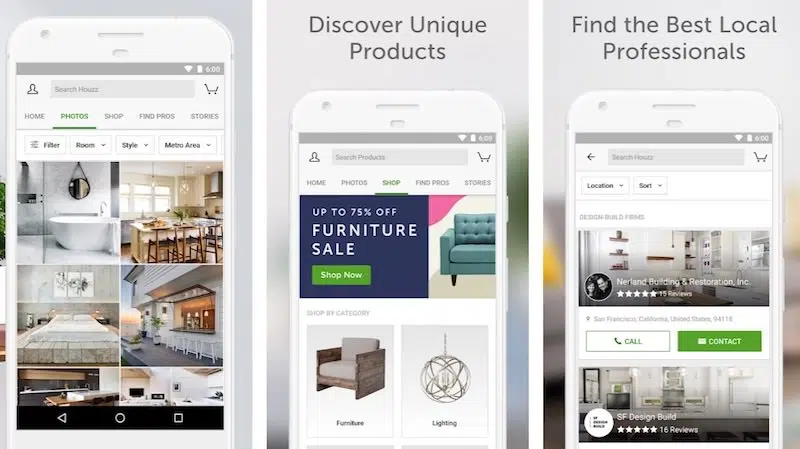 6:00
Search Houzz
HOME PHOTOS SHOP FIND PROS STORIES
Filter Room Style Metro Area
Discover Unique
Products
6:00
Search Products
HOME PHOTOS SHOP FIND PROS STORIES
UP TO 75% OFF
FURNITURE
SALE
Shop Now
SHOP BY CATEGORY
Furniture Lighting
Find the Best Local
Professionals
6:00
Search Houzz
Location Sort
DESIGN-BUILD FIRMS
Nerland Building & Restoration, Inc.
15 Reviews
San Francisco, California, United States, 94118
CALL CONTACT
SF
DESIGN
BUILD
SF Design Build
16 Reviews